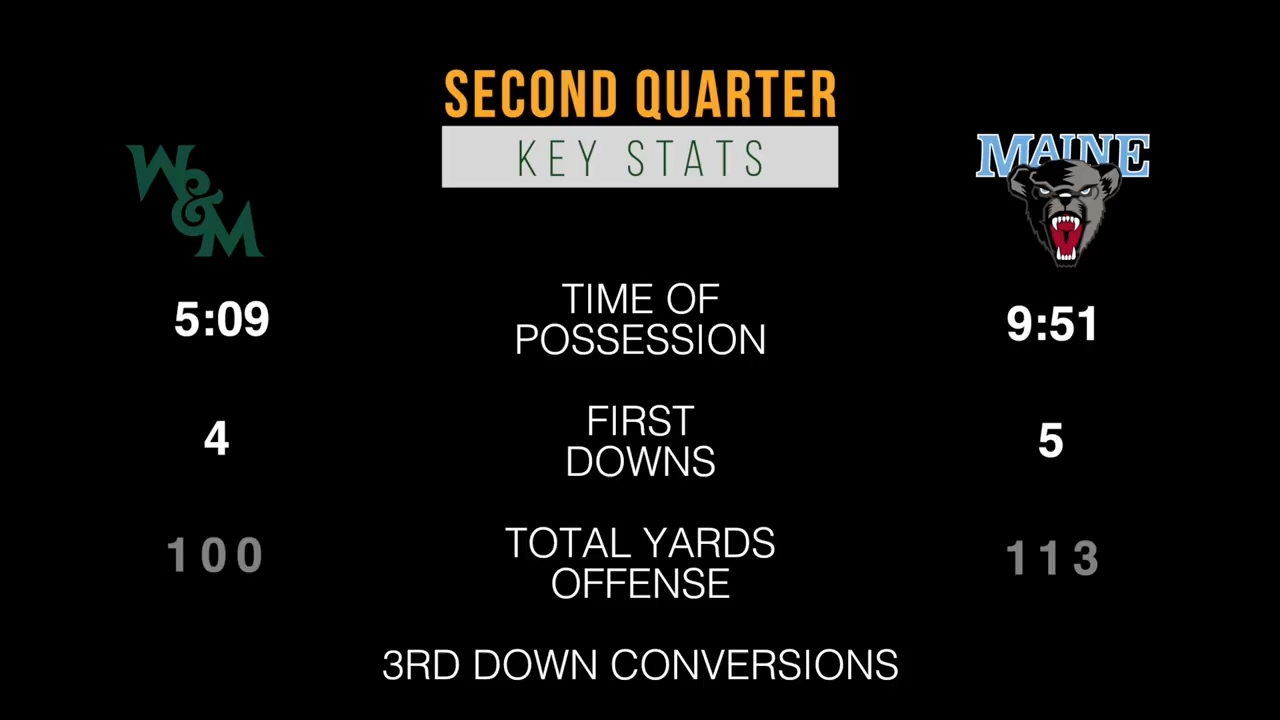 SECOND QUARTER
KEY STATS
W&M
MAINE
5:09
TIME OF
POSSESSION
9:51
4
FIRST
DOWNS
5
100
TOTAL YARDS
OFFENSE
113
3RD DOWN CONVERSIONS